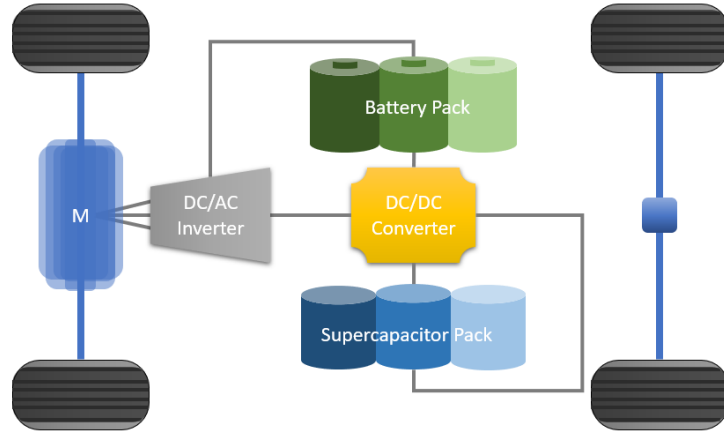 Battery Pack
M
DC/AC
Inverter
DC/DC
Converter
Supercapacitor Pack